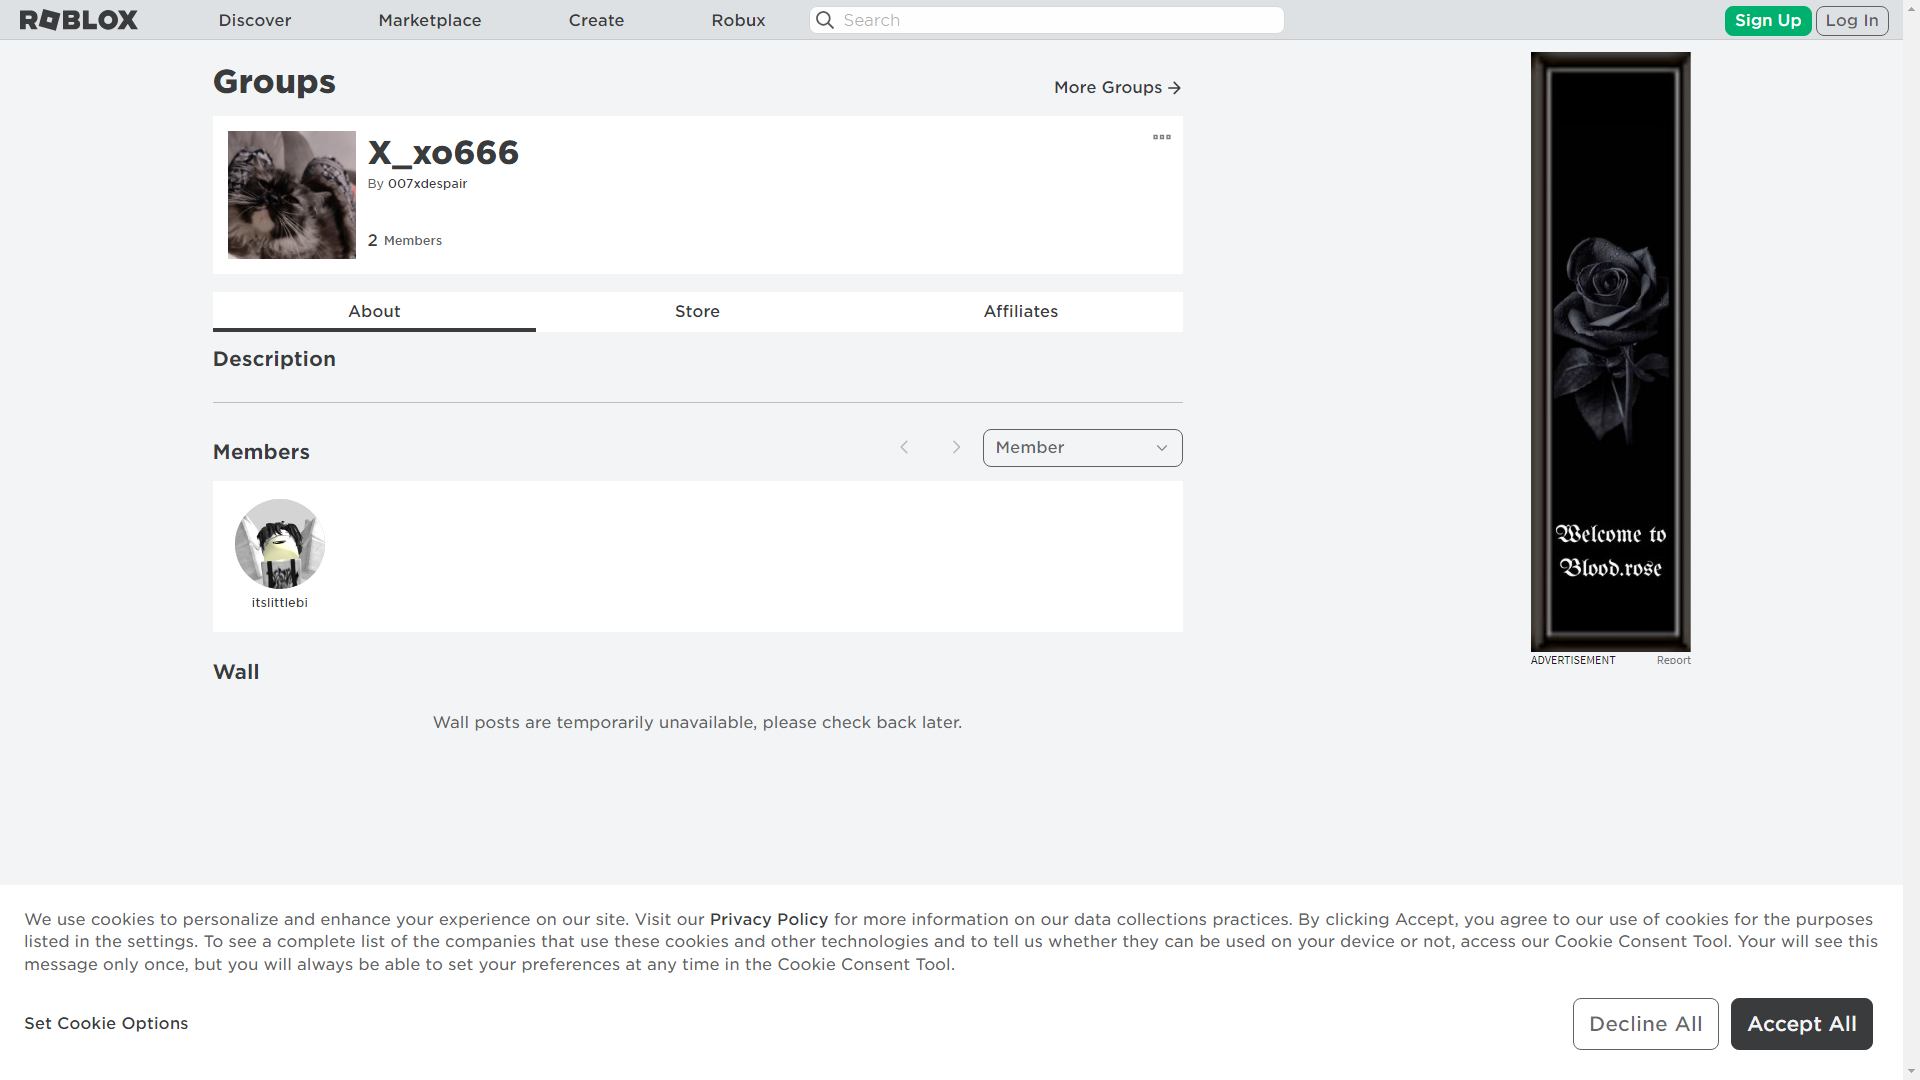 ROBLOX
Discover
Marketplace
Create
Robux
Search
Sign Up
Log In
Groups
More Groups
X_xo666
By 007xdespair
2 Members
About
Store
Affiliates
Description
Members
Member
itslittlebi
Wall
Wall posts are temporarily unavailable, please check back later.
Welcome to
Blood.rose
ADVERTISEMENT
Report
We use cookies to personalize and enhance your experience on our site. Visit our Privacy Policy for more information on our data collections practices. By clicking Accept, you agree to our use of cookies for the purposes
listed in the settings. To see a complete list of the companies that use these cookies and other technologies and to tell us whether they can be used on your device or not, access our Cookie Consent Tool. Your will see this
message only once, but you will always be able to set your preferences at any time in the Cookie Consent Tool.
Set Cookie Options
Decline All
Accept All